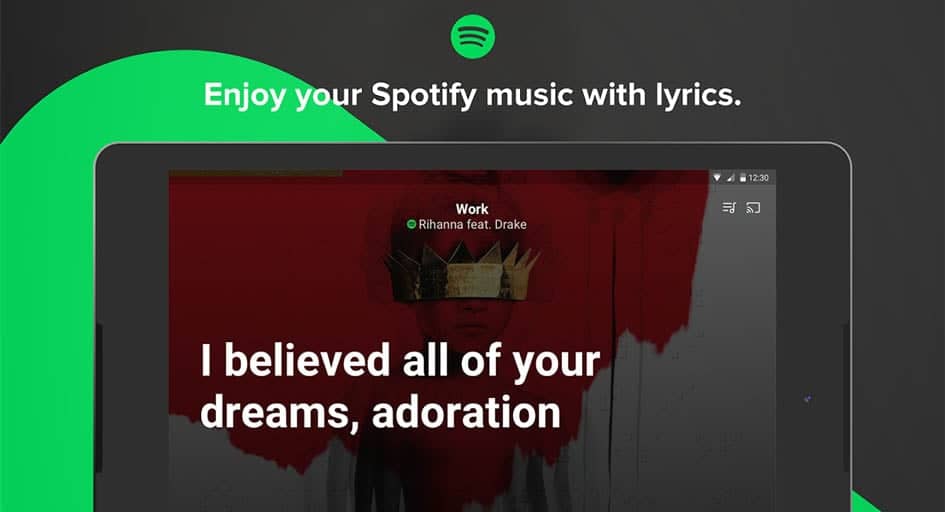 Enjoy your Spotify music with lyrics.
12:30
Work
Rihanna feat. Drake
I believed all of your
dreams, adoration